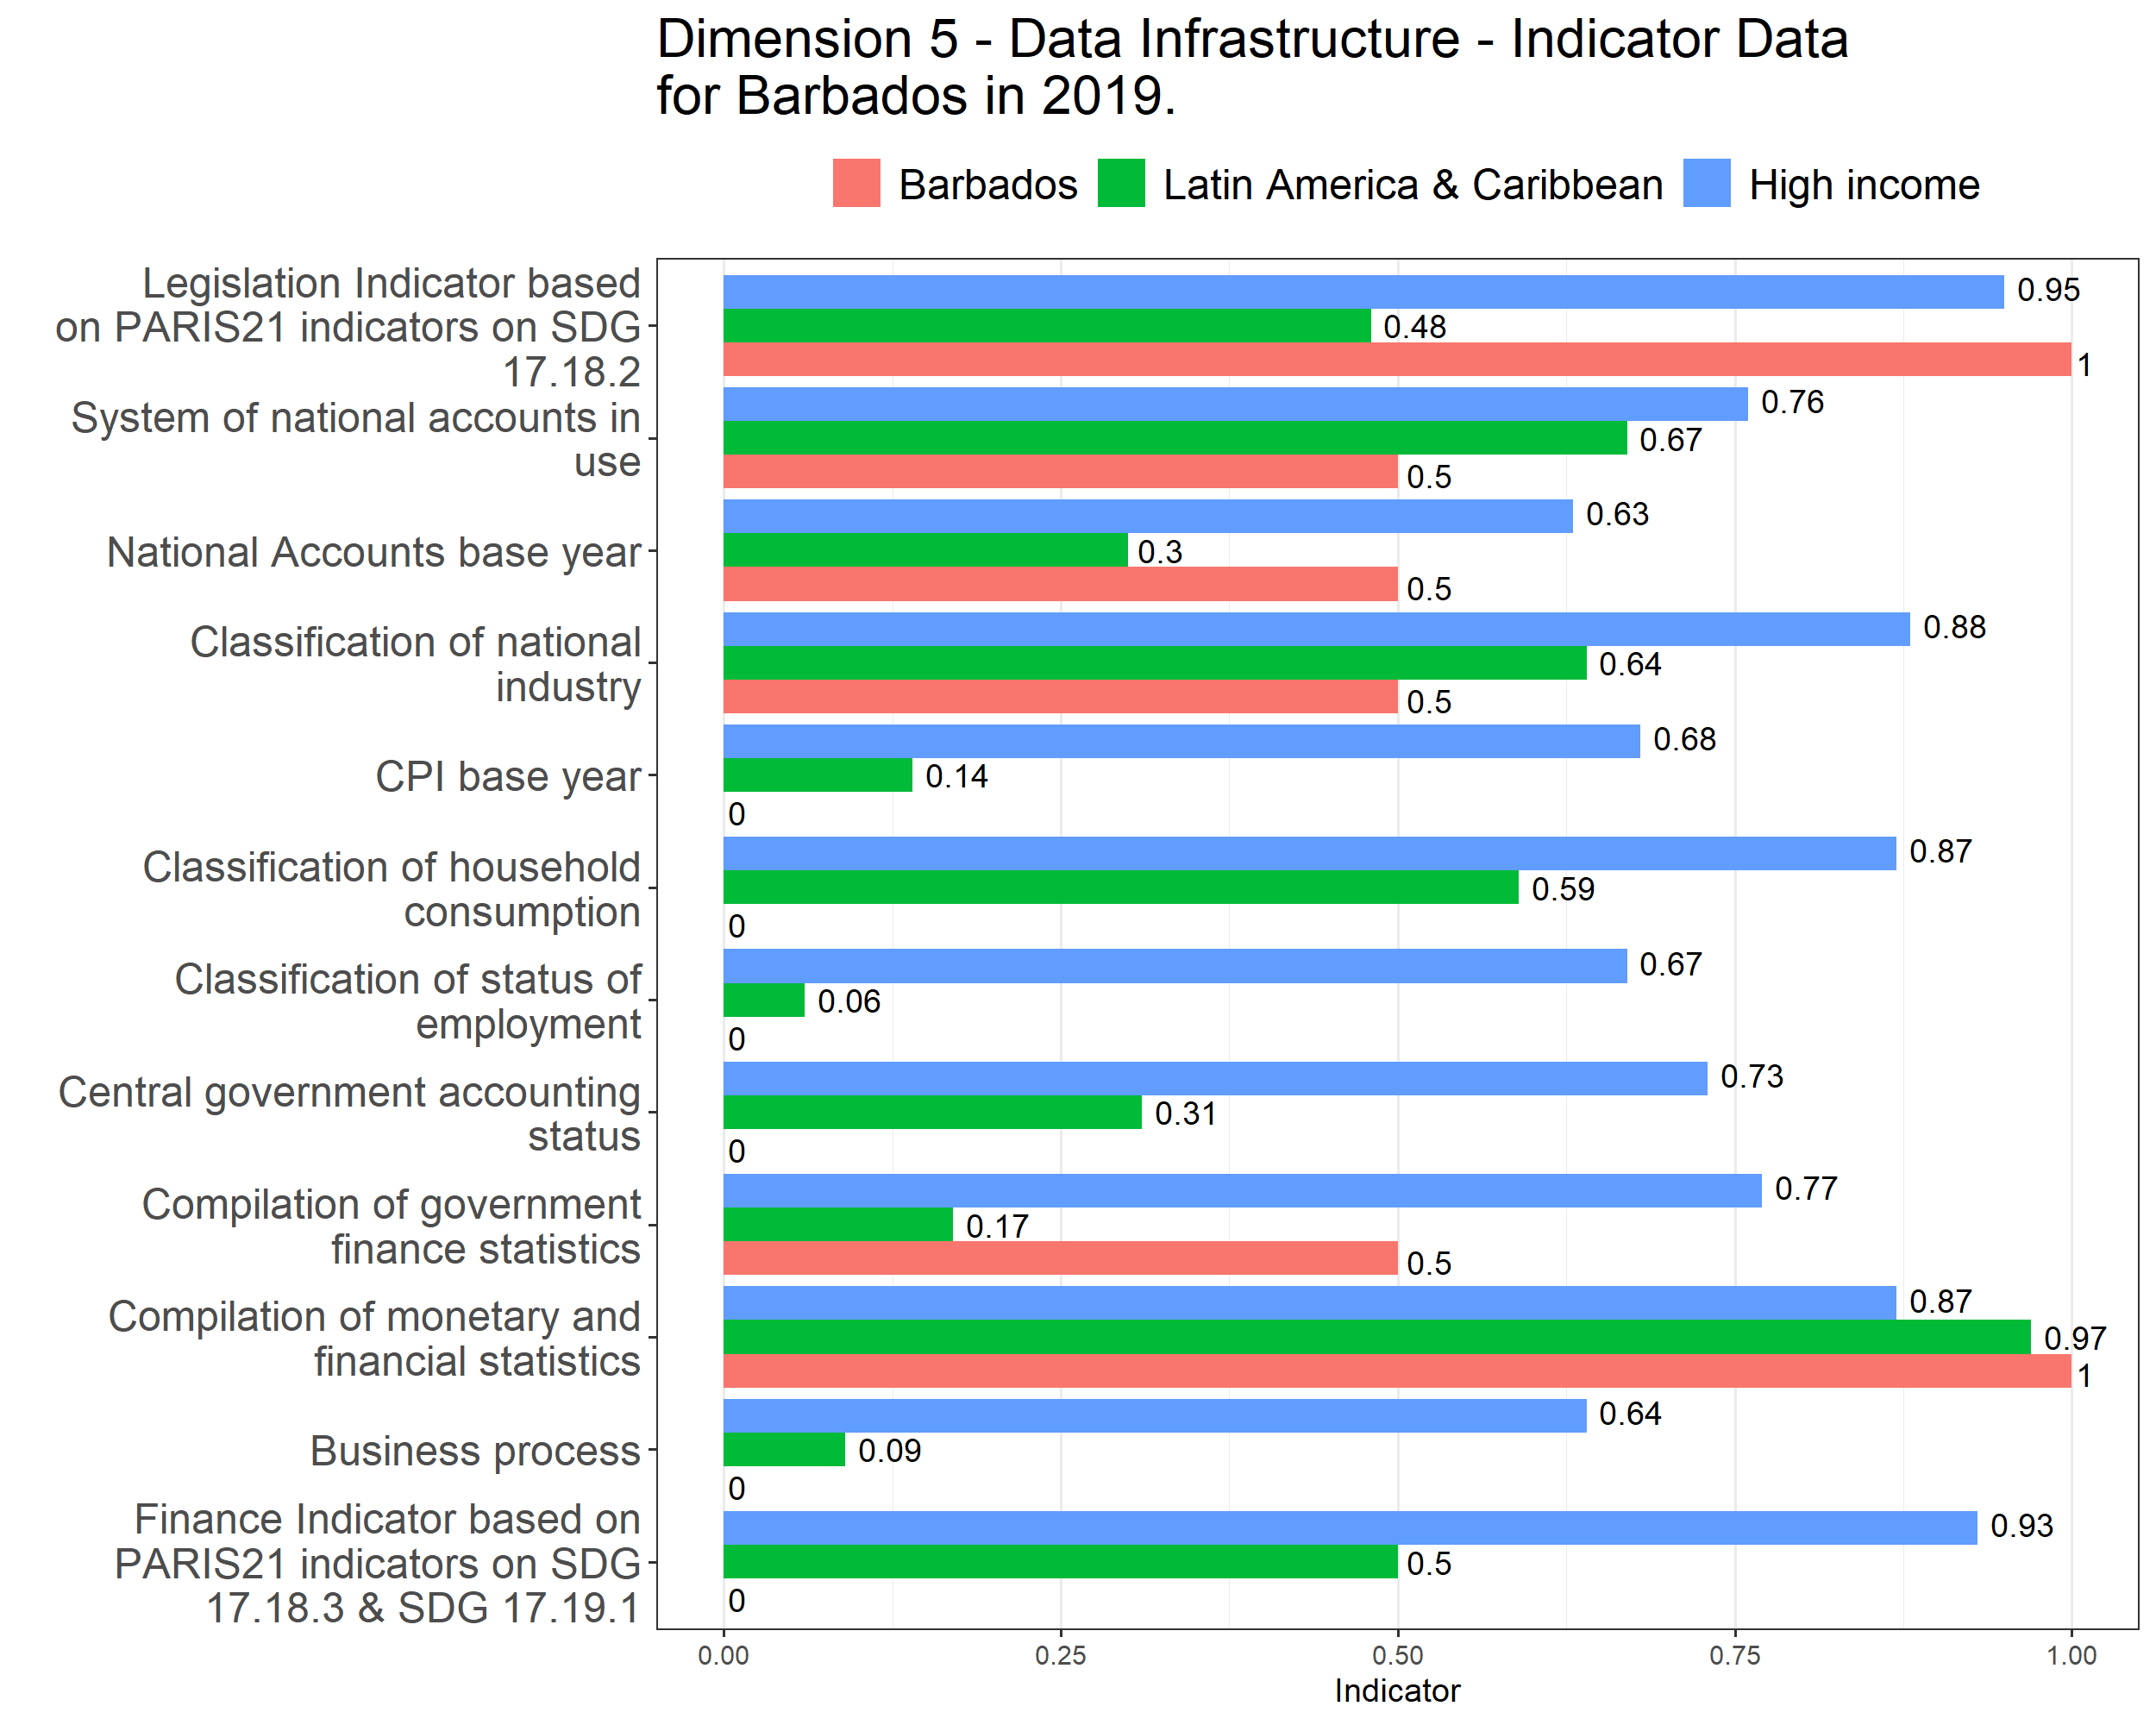 Dimension 5 - Data Infrastructure - Indicator Data
for Barbados in 2019.
Barbados
Latin America & Caribbean
High income
Legislation Indicator based
on PARIS21 indicators on SDG
17.18.2
0.95
0.48
1
System of national accounts in
use
0.76
0.67
0.5
National Accounts base year
0.63
0.3
0.5
Classification of national
industry
0.88
0.64
0.5
CPI base year
0.68
0.14
0
Classification of household
consumption
0.87
0.59
0
Classification of status of
employment
0.67
0.06
0
Central government accounting
status
0.73
0.31
0
Compilation of government
finance statistics
0.77
0.17
0.5
Compilation of monetary and
financial statistics
0.87
0.97
1
Business process
0.64
0.09
0
Finance Indicator based on
PARIS21 indicators on SDG
17.18.3 & SDG 17.19.1
0.93
0.5
0
0.00
0.25
0.50
0.75
1.00
Indicator